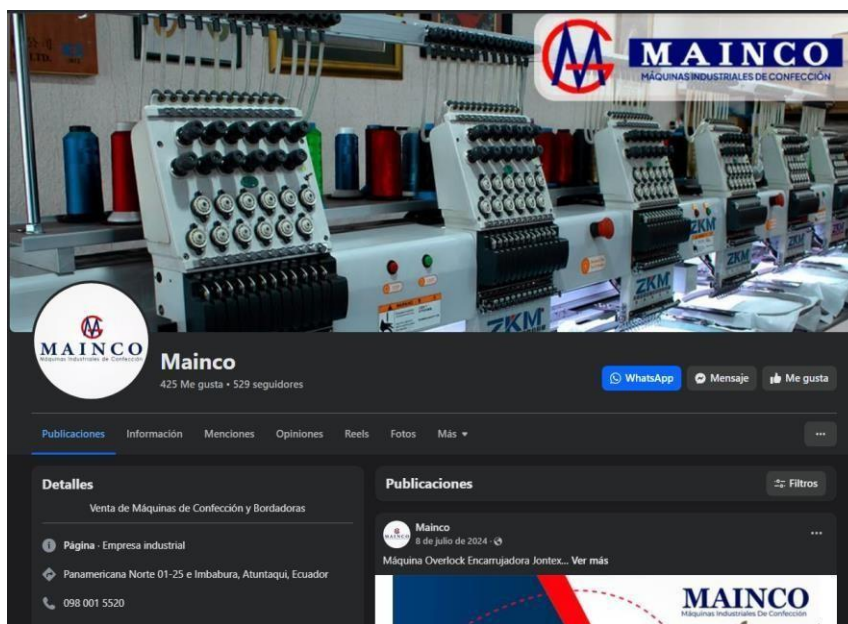 LTD.
MAINCO
MÁQUINAS INDUSTRIALES DE CONFECCIÓN
ZKM
ZKM
ZKM
ZKM
MAINCO
Máquinas Industriales de Confección
Mainco
425 Me gusta • 529 seguidores
WhatsApp
Mensaje
Me gusta
Publicaciones
Información
Menciones
Opiniones
Reels
Fotos
Más
Detalles
Venta de Máquinas de Confección y Bordadoras
Página · Empresa industrial
Panamericana Norte 01-25 e Imbabura, Atuntaqui, Ecuador
098 001 5520
Publicaciones
Filtros
MAINCO
Mainco
8 de julio de 2024 ·
Máquina Overlock Encarrujadora Jontex... Ver más
MAINCO
Máquinas Industriales de Confección